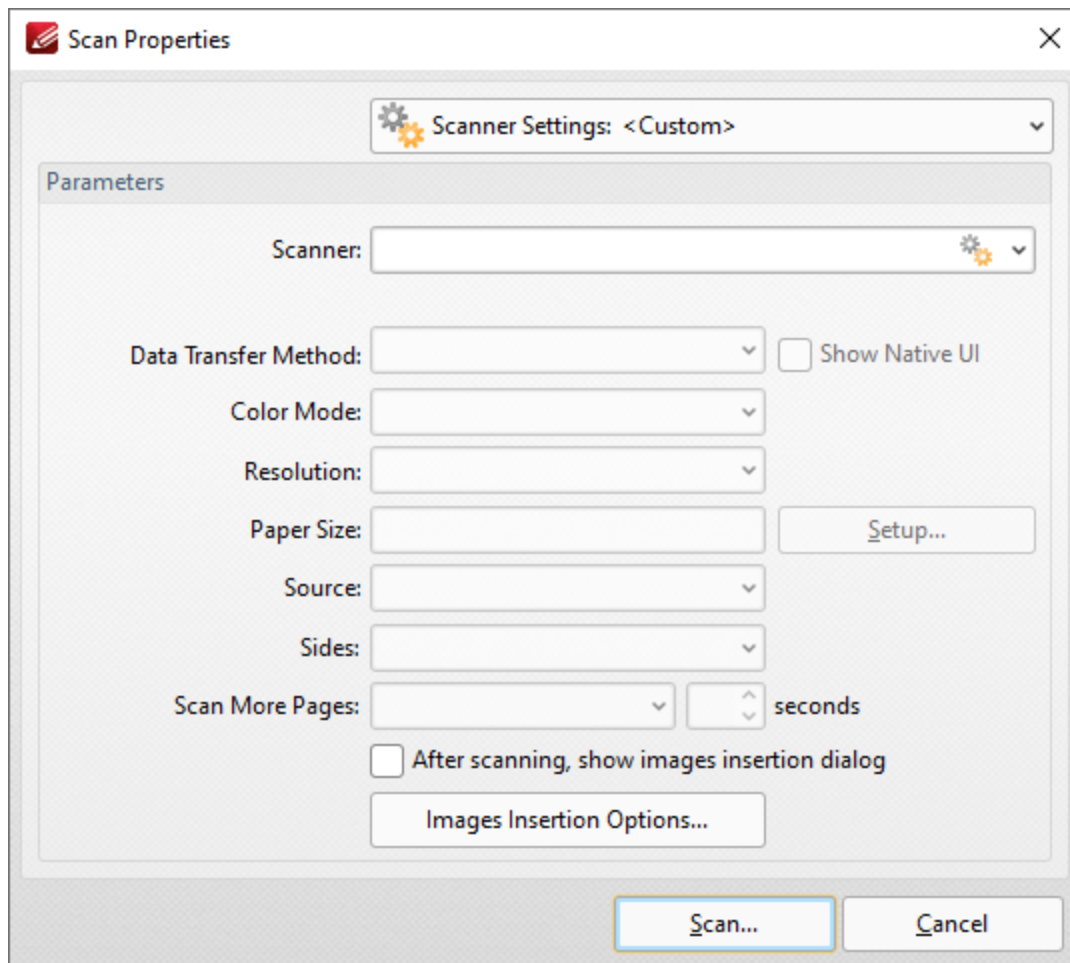 Scan Properties
Scanner Settings: <Custom>
Parameters
Scanner:
Data Transfer Method:
Show Native UI
Color Mode:
Resolution:
Paper Size:
Setup...
Source:
Sides:
Scan More Pages:
seconds
After scanning, show images insertion dialog
Images Insertion Options...
Scan...
Cancel